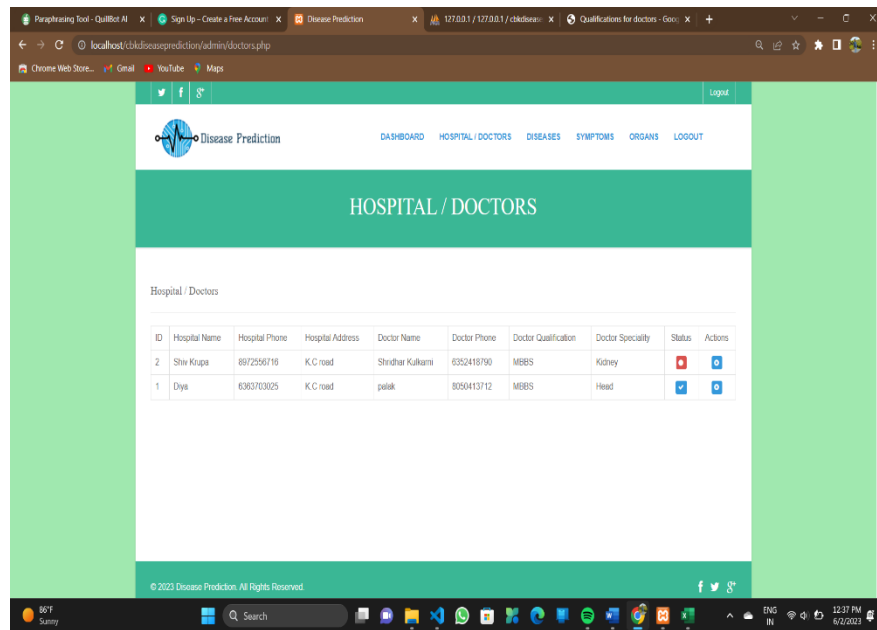 Paraphrasing Tool - QuillBot AI
Sign Up – Create a Free Account
Disease Prediction
127.0.0.1 / 127.0.0.1 / cbkdisease
Qualifications for doctors - Goog
localhost/cbkdiseaseprediction/admin/doctors.php
Chrome Web Store... Gmail YouTube Maps
Logout
Disease Prediction DASHBOARD HOSPITAL / DOCTORS DISEASES SYMPTOMS ORGANS LOGOUT
HOSPITAL / DOCTORS
Hospital / Doctors
ID Hospital Name Hospital Phone Hospital Address Doctor Name Doctor Phone Doctor Qualification Doctor Speciality Status Actions
2 Shiv Krupa 8972556716 K.C road Shridhar Kulkarni 6352418790 MBBS Kidney
1 Diya 6363703025 K.C road palak 8050413712 MBBS Head
© 2023 Disease Prediction. All Rights Reserved.
86°F
Sunny
Search
ENG
IN
12:37 PM
6/2/2023